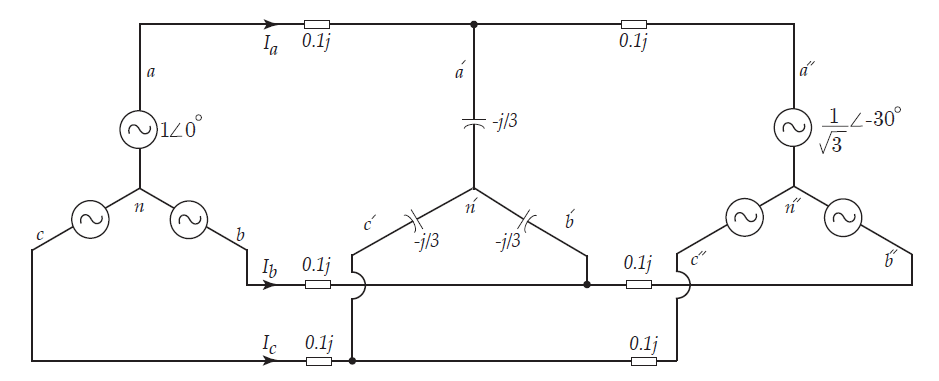 I_a 0.1j 0.1j
a a´ a´´
1∠0° -j/3 1/√3 ∠-30°
n n´ n´´
c b c´ -j/3 -j/3 b´ c´´ b´´
I_b 0.1j 0.1j
I_c 0.1j 0.1j